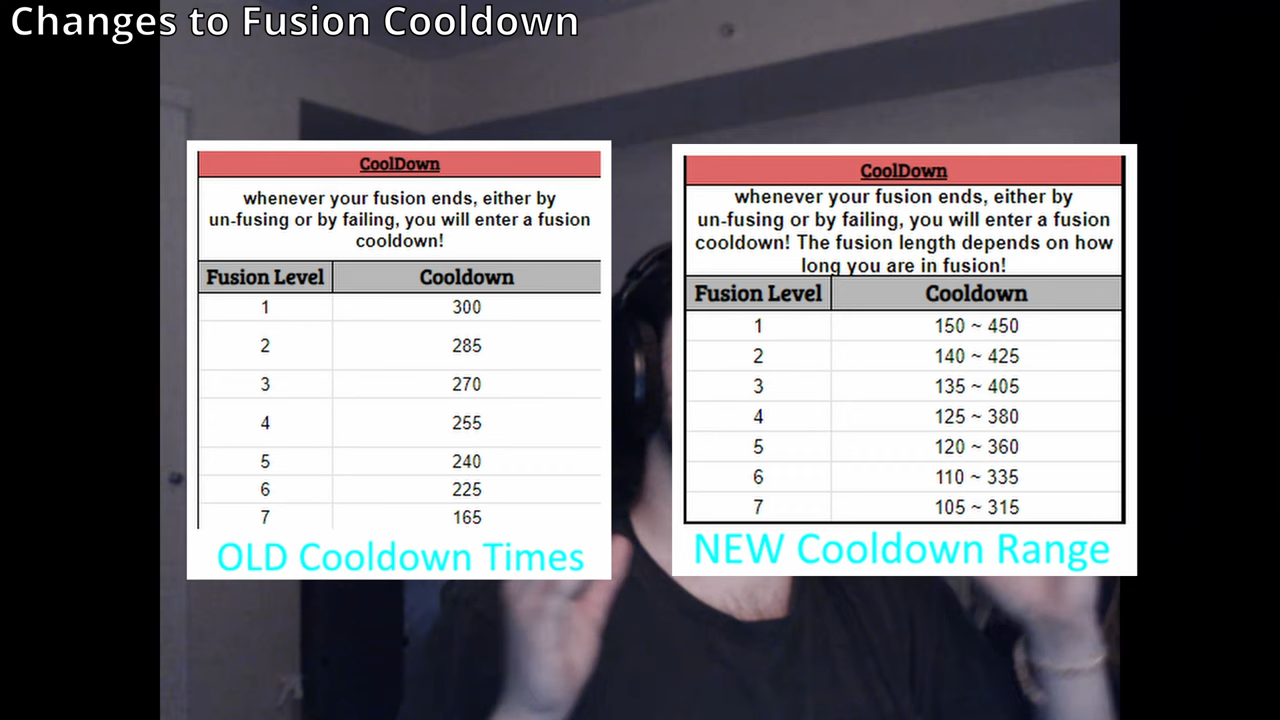 Changes to Fusion Cooldown
CoolDown
whenever your fusion ends, either by
un-fusing or by failing, you will enter a fusion
cooldown!
Fusion Level Cooldown
1 300
2 285
3 270
4 255
5 240
6 225
7 165
OLD Cooldown Times
CoolDown
whenever your fusion ends, either by
un-fusing or by failing, you will enter a fusion
cooldown! The fusion length depends on how
long you are in fusion!
Fusion Level Cooldown
1 150 ~ 450
2 140 ~ 425
3 135 ~ 405
4 125 ~ 380
5 120 ~ 360
6 110 ~ 335
7 105 ~ 315
NEW Cooldown Range